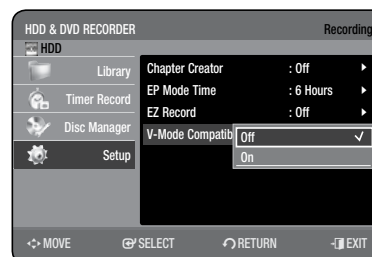 HDD & DVD RECORDER Recording
HDD
Library
Timer Record
Disc Manager
Setup
Chapter Creator : Off
EP Mode Time : 6 Hours
EZ Record : Off
V-Mode Compatib
Off
On
MOVE SELECT RETURN EXIT